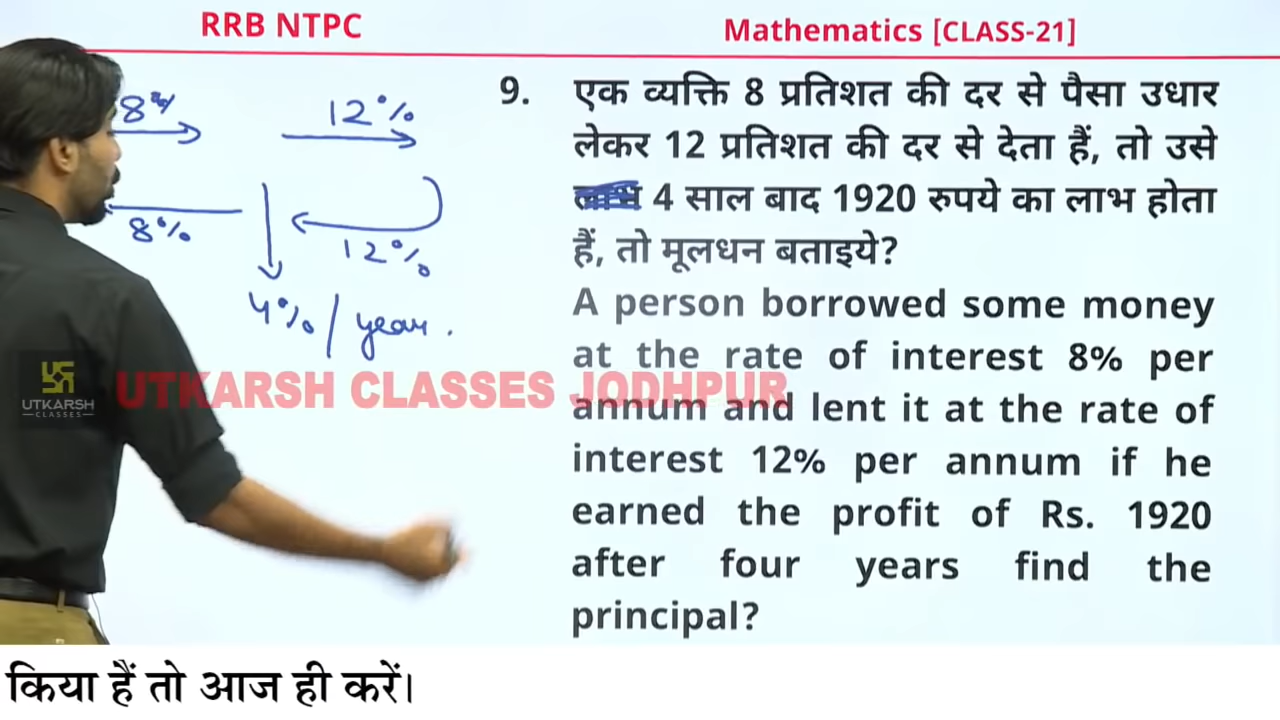 RRB NTPC
Mathematics [CLASS-21]
8%
12%
8%
12%
4% / year.
9. एक व्यक्ति 8 प्रतिशत की दर से पैसा उधार
लेकर 12 प्रतिशत की दर से देता हैं, तो उसे
4 साल बाद 1920 रुपये का लाभ होता
हैं, तो मूलधन बताइये?
A person borrowed some money
at the rate of interest 8% per
annum and lent it at the rate of
interest 12% per annum if he
earned the profit of Rs. 1920
after four years find the
principal?
UTKARSH
CLASSES
UTKARSH CLASSES JODHPUR
किया हैं तो आज ही करें।